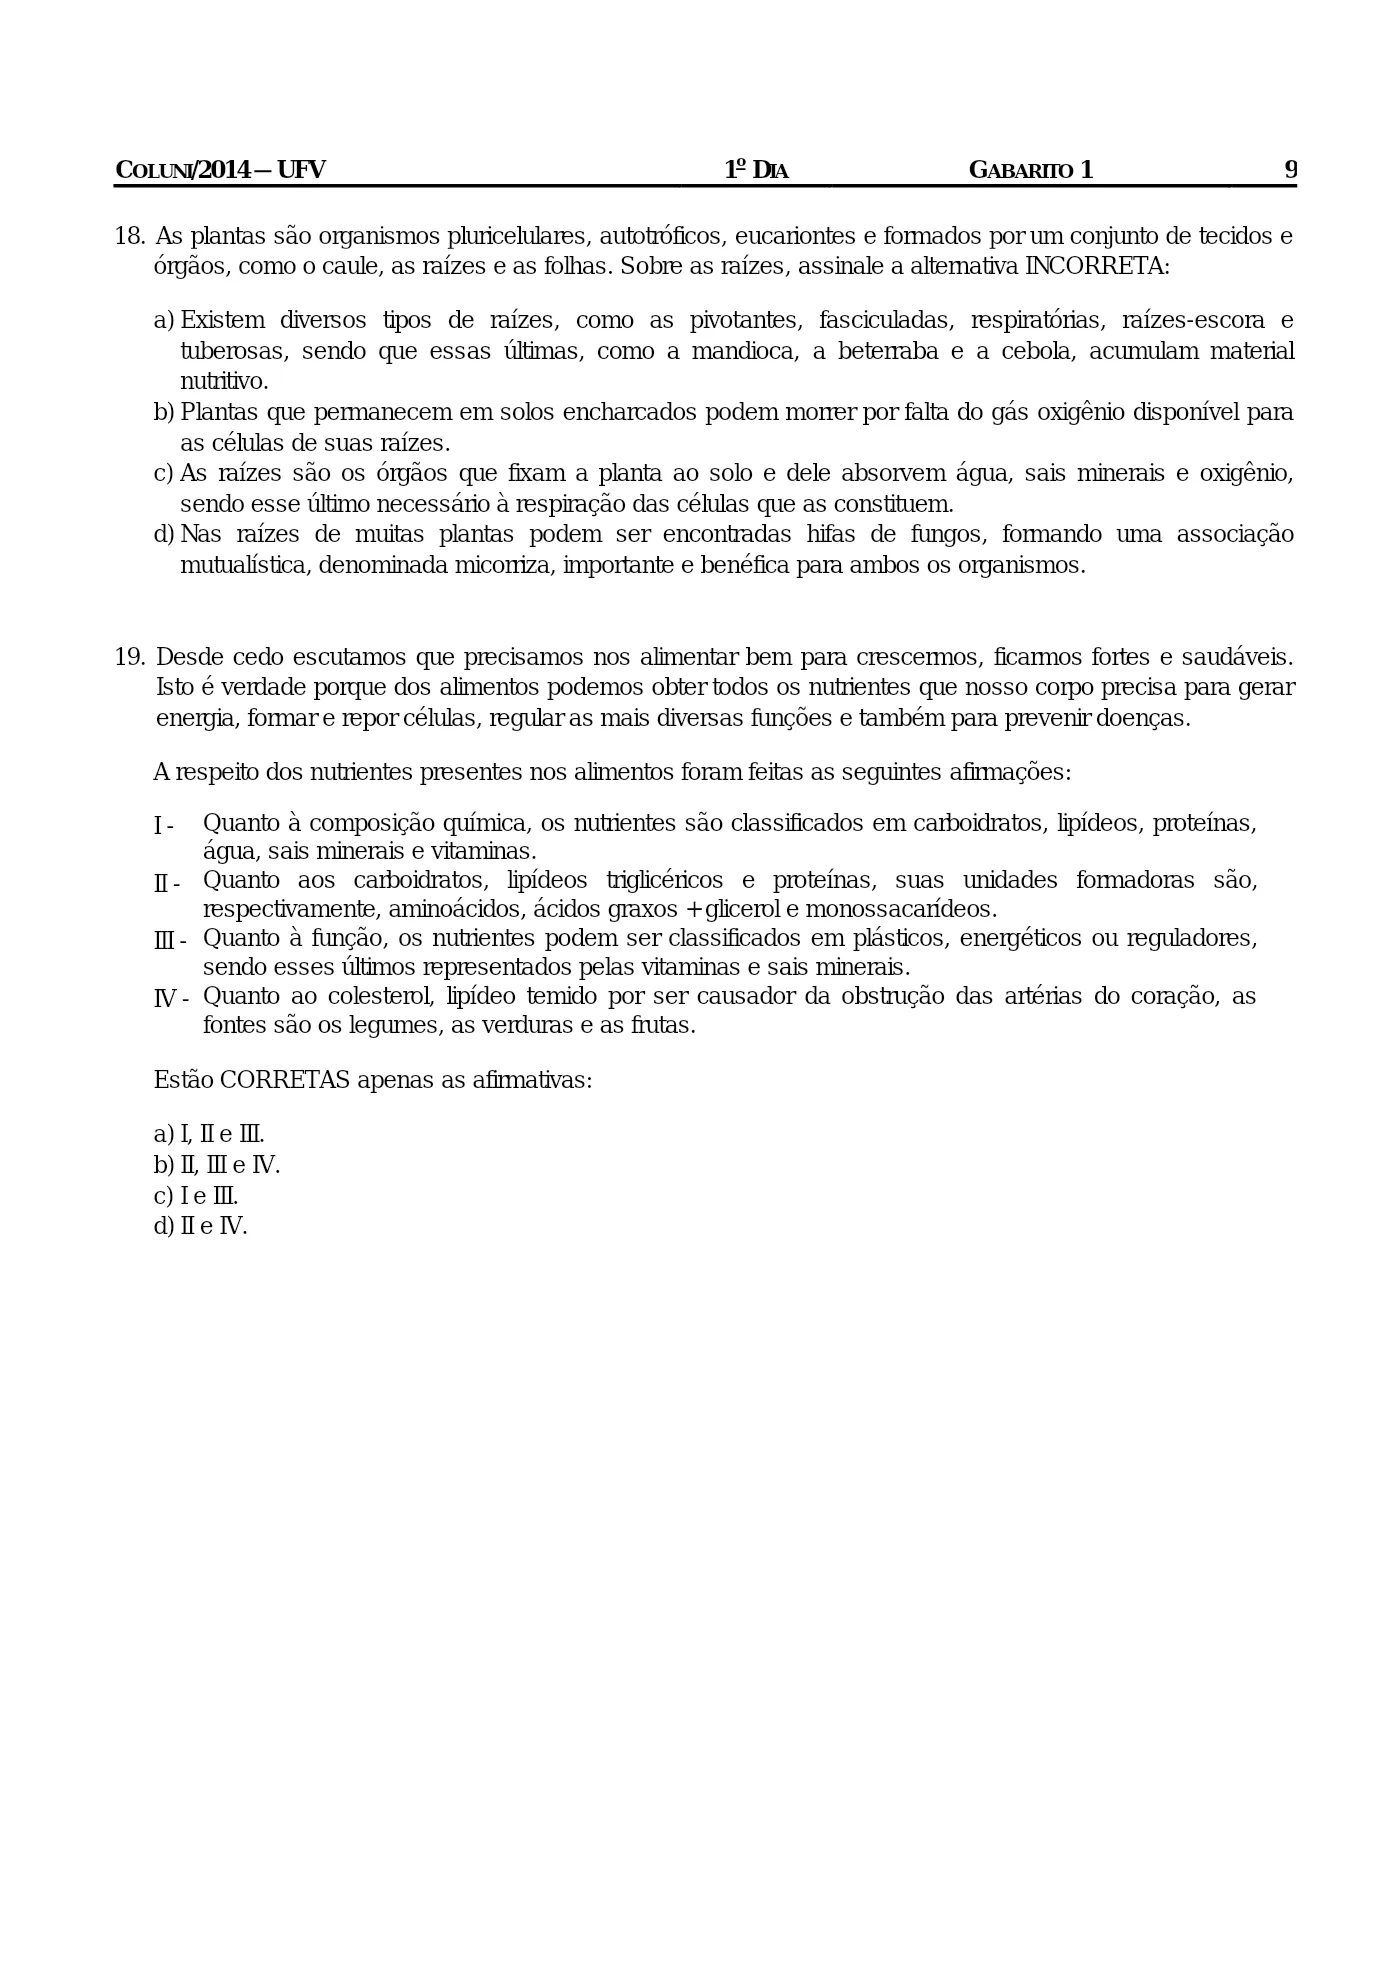 COLUNI/2014 — UFV 1º DIA GABARITO 1 9
18. As plantas são organismos pluricelulares, autotróficos, eucariontes e formados por um conjunto de tecidos e
órgãos, como o caule, as raízes e as folhas. Sobre as raízes, assinale a alternativa INCORRETA:
a) Existem diversos tipos de raízes, como as pivotantes, fasciculadas, respiratórias, raízes-escora e
tuberosas, sendo que essas últimas, como a mandioca, a beterraba e a cebola, acumulam material
nutritivo.
b) Plantas que permanecem em solos encharcados podem morrer por falta do gás oxigênio disponível para
as células de suas raízes.
c) As raízes são os órgãos que fixam a planta ao solo e dele absorvem água, sais minerais e oxigênio,
sendo esse último necessário à respiração das células que as constituem.
d) Nas raízes de muitas plantas podem ser encontradas hifas de fungos, formando uma associação
mutualística, denominada micorriza, importante e benéfica para ambos os organismos.
19. Desde cedo escutamos que precisamos nos alimentar bem para crescermos, ficarmos fortes e saudáveis.
Isto é verdade porque dos alimentos podemos obter todos os nutrientes que nosso corpo precisa para gerar
energia, formar e repor células, regular as mais diversas funções e também para prevenir doenças.
A respeito dos nutrientes presentes nos alimentos foram feitas as seguintes afirmações:
I - Quanto à composição química, os nutrientes são classificados em carboidratos, lipídeos, proteínas,
água, sais minerais e vitaminas.
II - Quanto aos carboidratos, lipídeos triglicéricos e proteínas, suas unidades formadoras são,
respectivamente, aminoácidos, ácidos graxos + glicerol e monossacarídeos.
III - Quanto à função, os nutrientes podem ser classificados em plásticos, energéticos ou reguladores,
sendo esses últimos representados pelas vitaminas e sais minerais.
IV - Quanto ao colesterol, lipídeo temido por ser causador da obstrução das artérias do coração, as
fontes são os legumes, as verduras e as frutas.
Estão CORRETAS apenas as afirmativas:
a) I, II e III.
b) II, III e IV.
c) I e III.
d) II e IV.